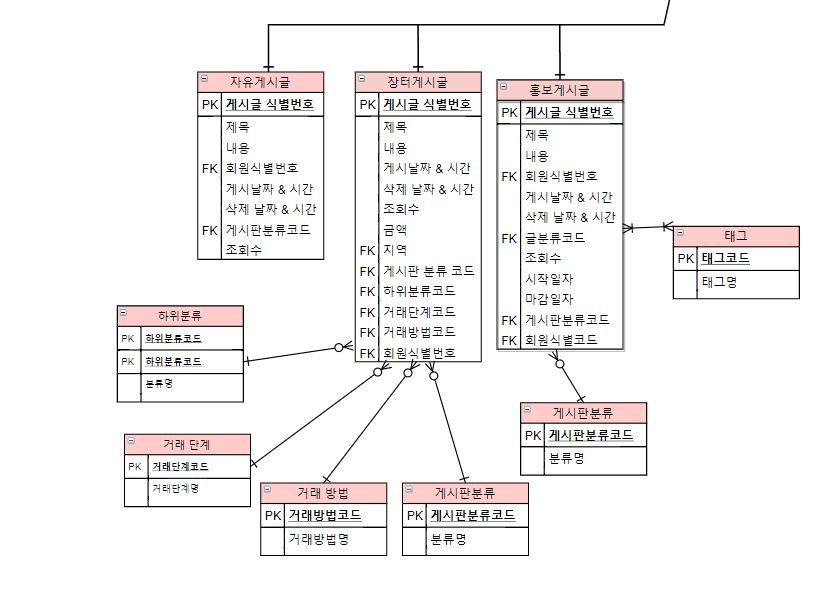 자유게시글
PK 게시글 식별번호
제목
내용
FK 회원식별번호
게시날짜 & 시간
삭제 날짜 & 시간
FK 게시판분류코드
조회수
장터게시글
PK 게시글 식별번호
제목
내용
게시날짜 & 시간
삭제 날짜 & 시간
조회수
금액
FK 지역
FK 게시판 분류 코드
FK 하위분류코드
FK 거래단계코드
FK 거래방법코드
FK 회원식별번호
홍보게시글
PK 게시글 식별번호
제목
내용
FK 회원식별번호
게시날짜 & 시간
삭제 날짜 & 시간
FK 글분류코드
조회수
시작일자
마감일자
FK 게시판분류코드
FK 회원식별코드
태그
PK 태그코드
태그명
하위분류
PK 하위분류코드
PK 하위분류코드
분류명
거래 단계
PK 거래단계코드
거래단계명
거래 방법
PK 거래방법코드
거래방법명
게시판분류
PK 게시판분류코드
분류명
게시판분류
PK 게시판분류코드
분류명